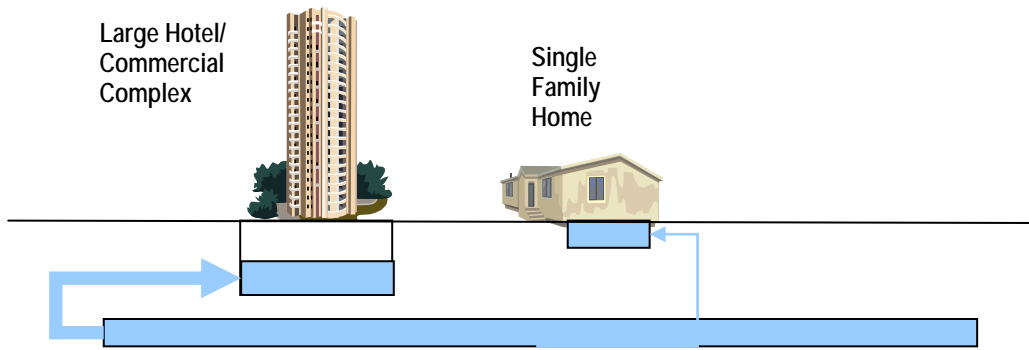 Large Hotel/
Commercial
Complex
Single
Family
Home